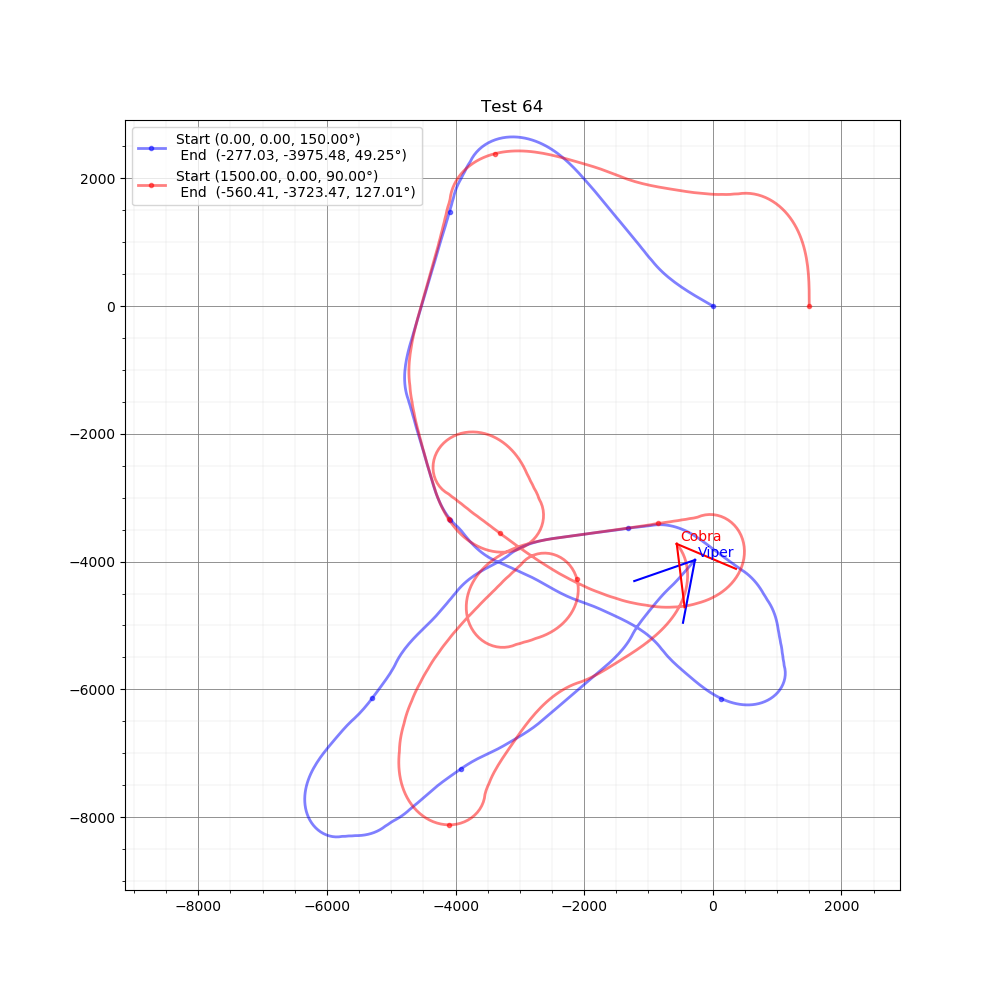 Test 64
Start (0.00, 0.00, 150.00°)
End  (-277.03, -3975.48, 49.25°)
Start (1500.00, 0.00, 90.00°)
End  (-560.41, -3723.47, 127.01°)
2000
0
−2000
−4000
−6000
−8000
Cobra
Viper
−8000
−6000
−4000
−2000
0
2000